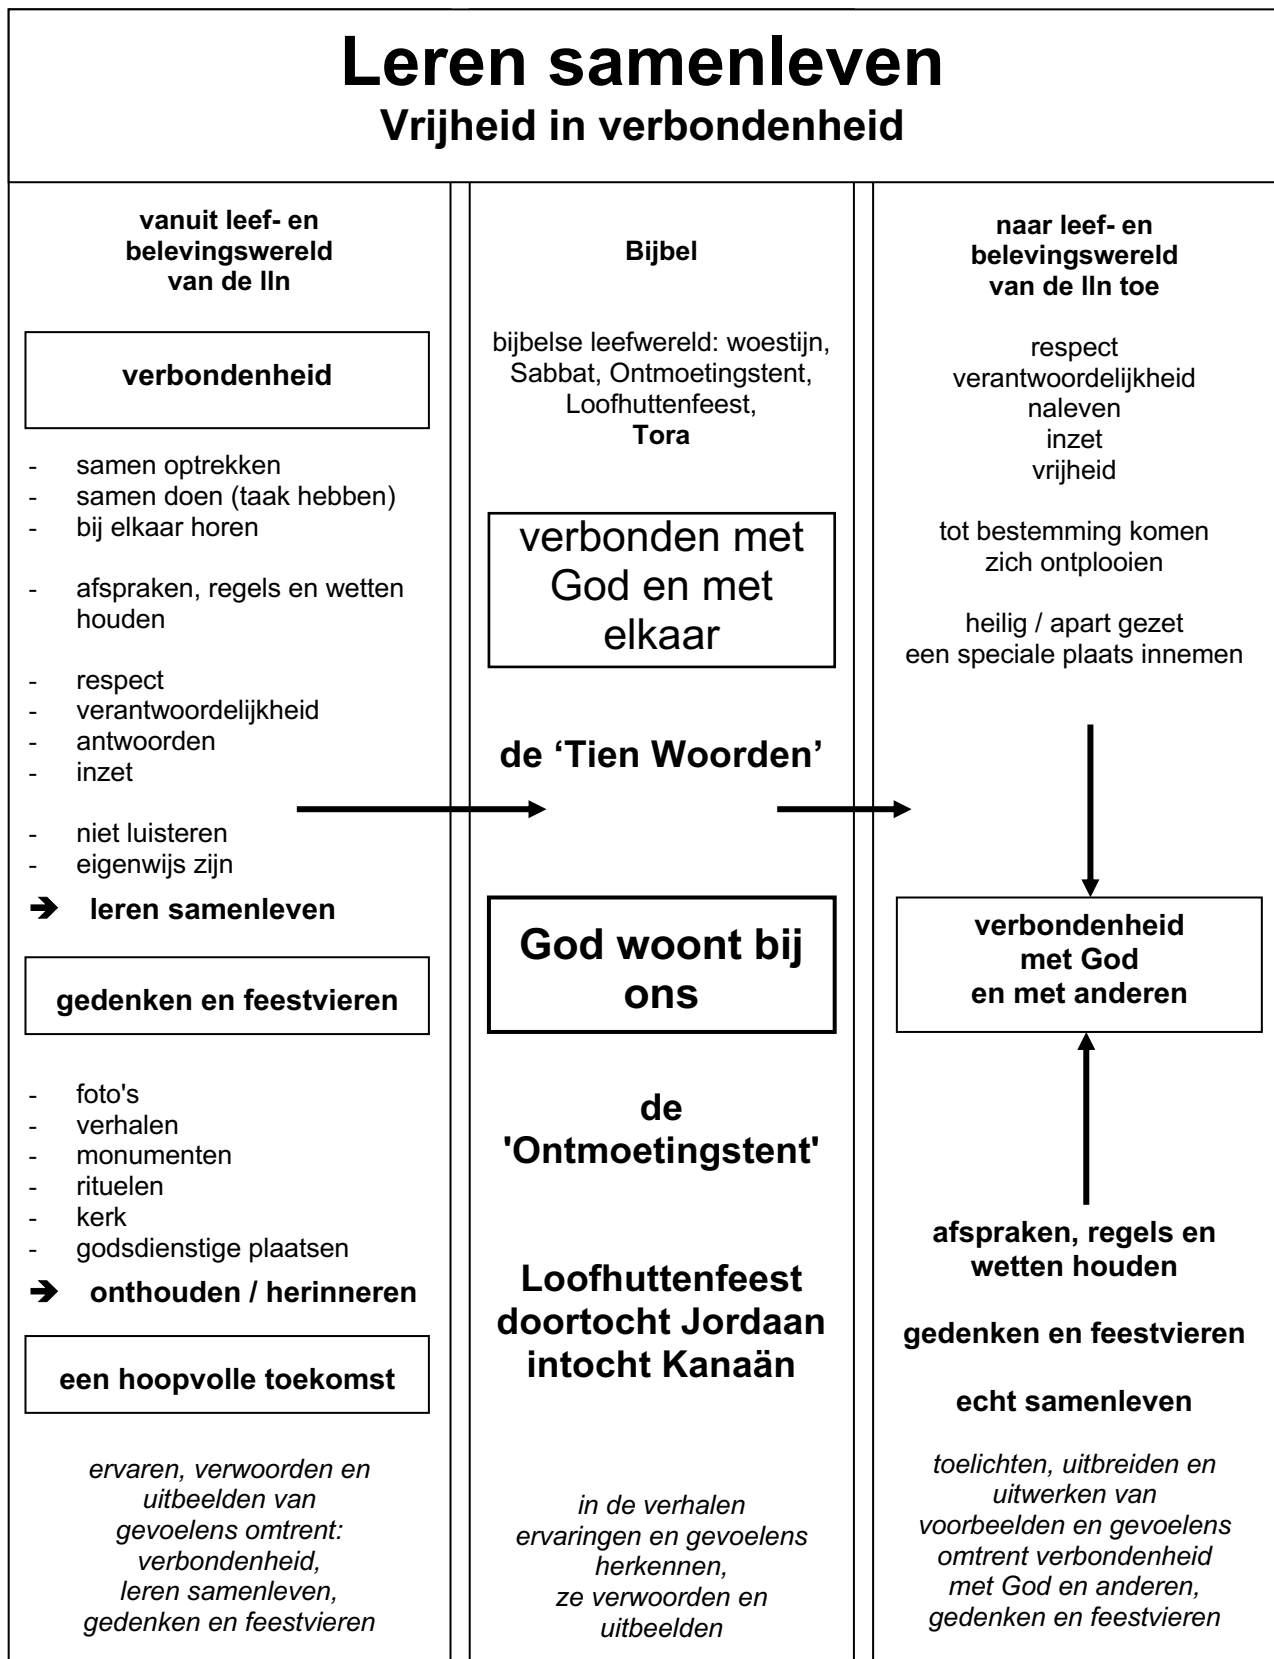 Leren samenleven
Vrijheid in verbondenheid
vanuit leef- en
belevingswereld
van de lln
verbondenheid
- samen optrekken
- samen doen (taak hebben)
- bij elkaar horen
- afspraken, regels en wetten
houden
- respect
- verantwoordelijkheid
- antwoorden
- inzet
- niet luisteren
- eigenwijs zijn
➔ leren samenleven
gedenken en feestvieren
- foto's
- verhalen
- monumenten
- rituelen
- kerk
- godsdienstige plaatsen
➔ onthouden / herinneren
een hoopvolle toekomst
ervaren, verwoorden en
uitbeelden van
gevoelens omtrent:
verbondenheid,
leren samenleven,
gedenken en feestvieren
Bijbel
bijbelse leefwereld: woestijn,
Sabbat, Ontmoetingstent,
Loofhuttenfeest,
Tora
verbonden met
God en met
elkaar
de ‘Tien Woorden’
God woont bij
ons
de
'Ontmoetingstent'
Loofhuttenfeest
doortocht Jordaan
intocht Kanaän
in de verhalen
ervaringen en gevoelens
herkennen,
ze verwoorden en
uitbeelden
naar leef- en
belevingswereld
van de lln toe
respect
verantwoordelijkheid
naleven
inzet
vrijheid
tot bestemming komen
zich ontplooien
heilig / apart gezet
een speciale plaats innemen
verbondenheid
met God
en met anderen
afspraken, regels en
wetten houden
gedenken en feestvieren
echt samenleven
toelichten, uitbreiden en
uitwerken van
voorbeelden en gevoelens
omtrent verbondenheid
met God en anderen,
gedenken en feestvieren